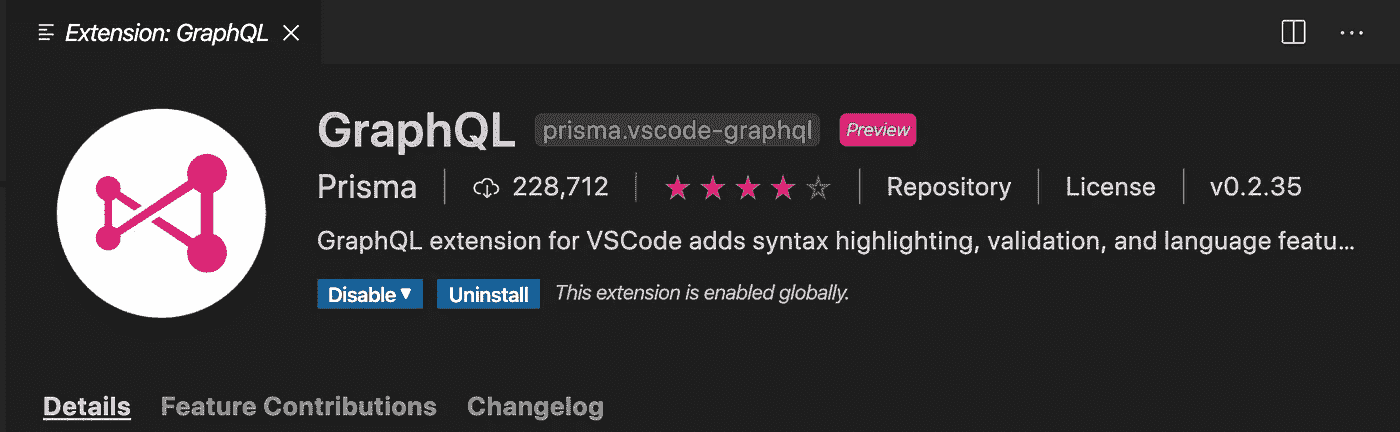 Extension: GraphQL
GraphQL prisma.vscode-graphql Preview
Prisma 228,712 Repository License v0.2.35
GraphQL extension for VSCode adds syntax highlighting, validation, and language featu...
Disable Uninstall This extension is enabled globally.
Details Feature Contributions Changelog